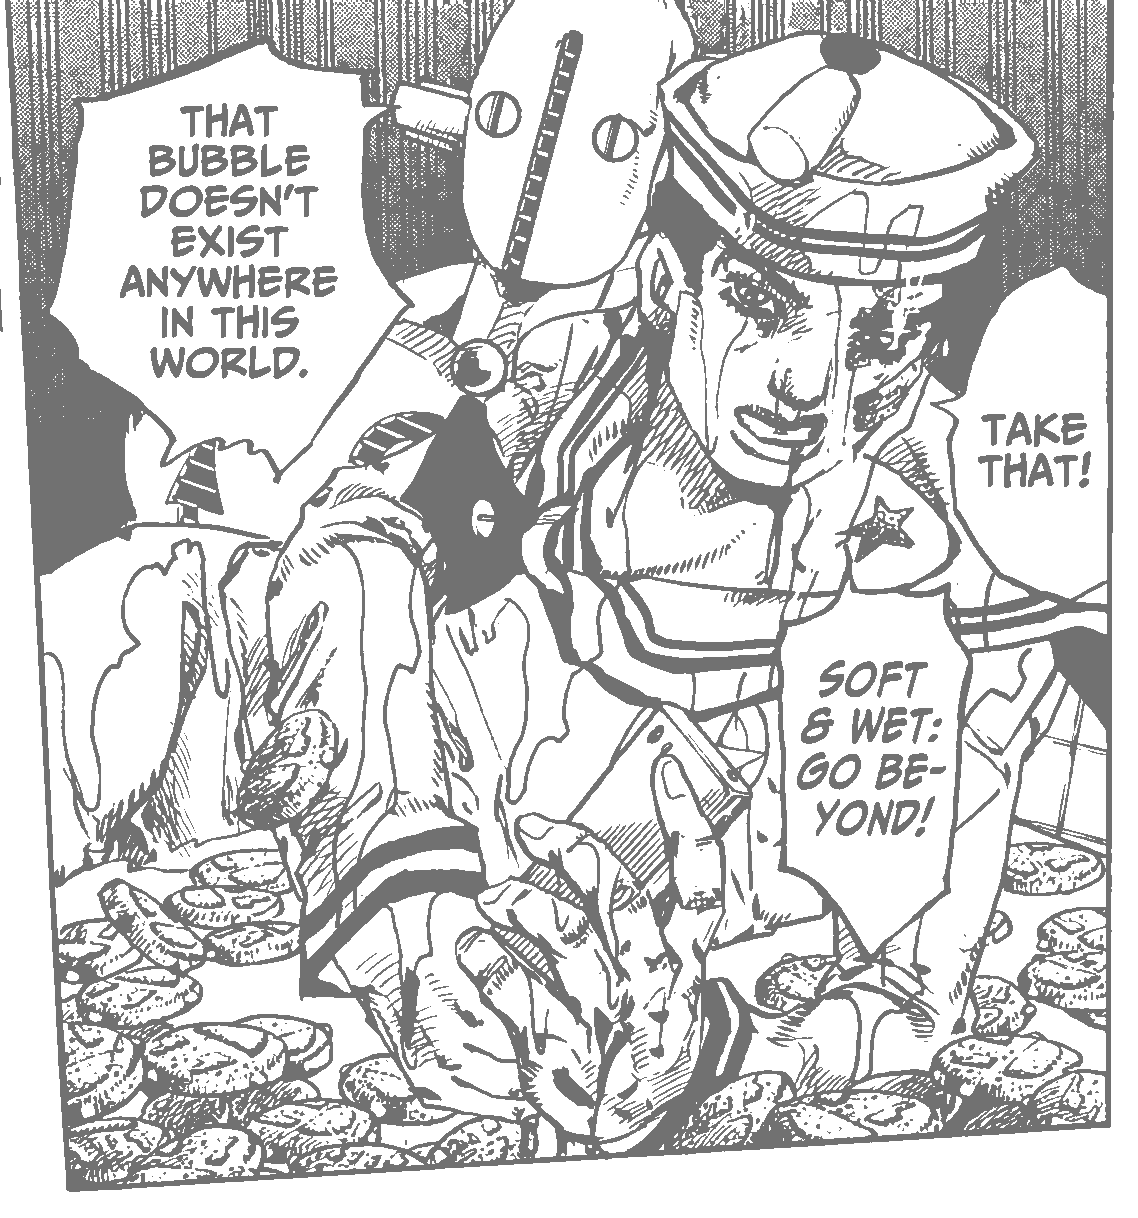 THAT
BUBBLE
DOESN'T
EXIST
ANYWHERE
IN THIS
WORLD.
TAKE
THAT!
SOFT
& WET:
GO BE-
YOND!